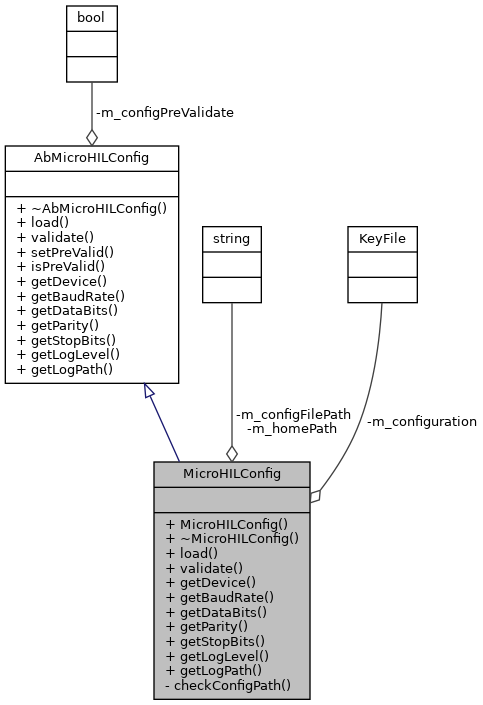 bool
-m_configPreValidate
AbMicroHILConfig
+ ~AbMicroHILConfig()
+ load()
+ validate()
+ setPreValid()
+ isPreValid()
+ getDevice()
+ getBaudRate()
+ getDataBits()
+ getParity()
+ getStopBits()
+ getLogLevel()
+ getLogPath()
string
KeyFile
-m_configFilePath
-m_homePath
-m_configuration
MicroHILConfig
+ MicroHILConfig()
+ ~MicroHILConfig()
+ load()
+ validate()
+ getDevice()
+ getBaudRate()
+ getDataBits()
+ getParity()
+ getStopBits()
+ getLogLevel()
+ getLogPath()
- checkConfigPath()